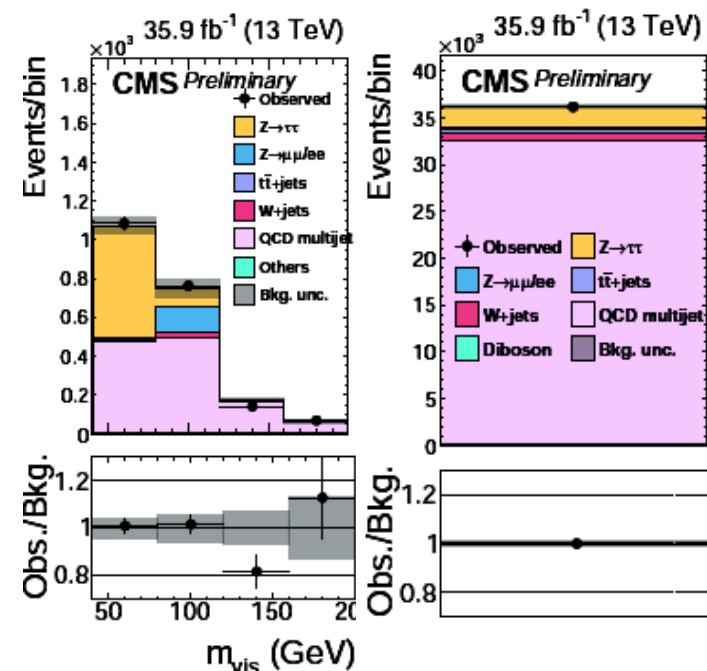 35.9 fb⁻¹ (13 TeV)
×10³
CMS Preliminary
Events/bin
1.8
1.6
1.4
1.2
1
0.8
0.6
0.4
0.2
0
Observed
Z→ττ
Z→μμ/ee
tt̄+jets
W+jets
QCD multijet
Others
Bkg. unc.
Obs./Bkg.
1.2
1
0.8
50
100
150
20
m_vis (GeV)
35.9 fb⁻¹ (13 TeV)
×10³
CMS Preliminary
Events/bin
40
35
30
25
20
15
10
5
0
Observed
Z→ττ
Z→μμ/ee
tt̄+jets
W+jets
QCD multijet
Diboson
Bkg. unc.
Obs./Bkg.
1.2
1
0.8